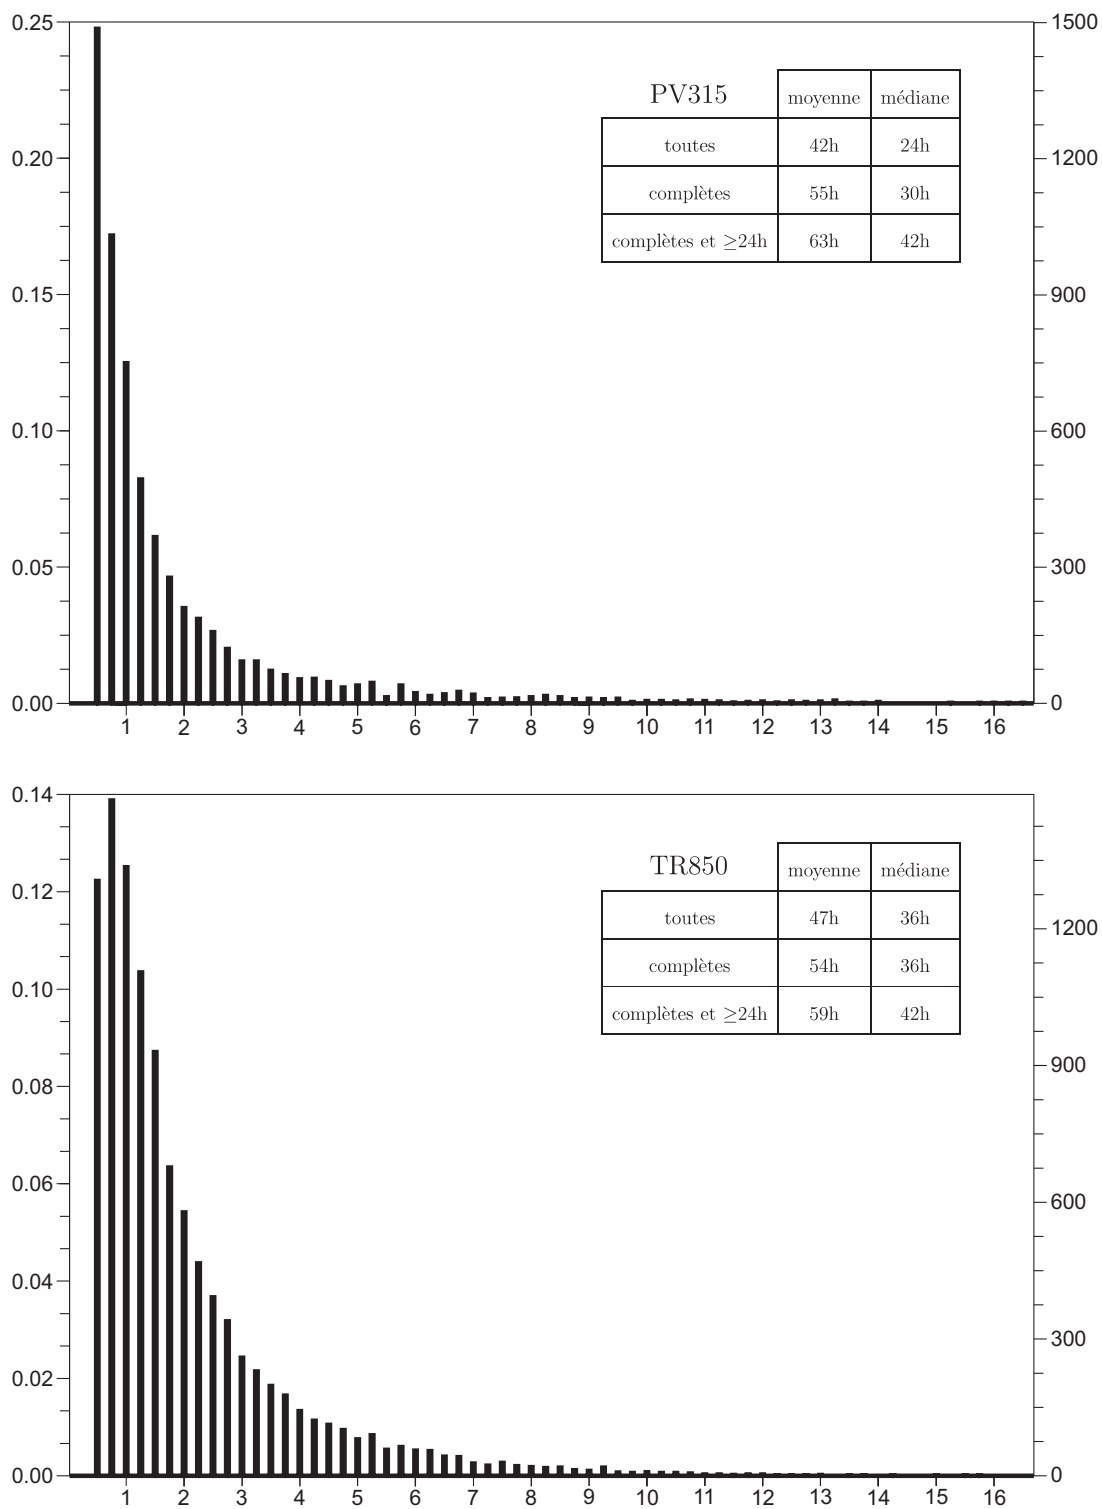 0.25
1500
PV315 moyenne médiane
toutes 42h 24h
0.20
1200
complètes 55h 30h
complètes et ≥24h 63h 42h
0.15
900
0.10
600
0.05
300
0.00
0
1 2 3 4 5 6 7 8 9 10 11 12 13 14 15 16
0.14
TR850 moyenne médiane
0.12
toutes 47h 36h
1200
complètes 54h 36h
0.10
complètes et ≥24h 59h 42h
900
0.08
0.06
600
0.04
300
0.02
0.00
0
1 2 3 4 5 6 7 8 9 10 11 12 13 14 15 16